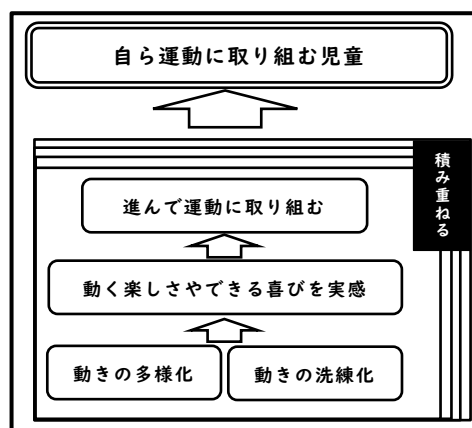 自ら運動に取り組む児童
積み重ねる
進んで運動に取り組む
動く楽しさやできる喜びを実感
動きの多様化
動きの洗練化